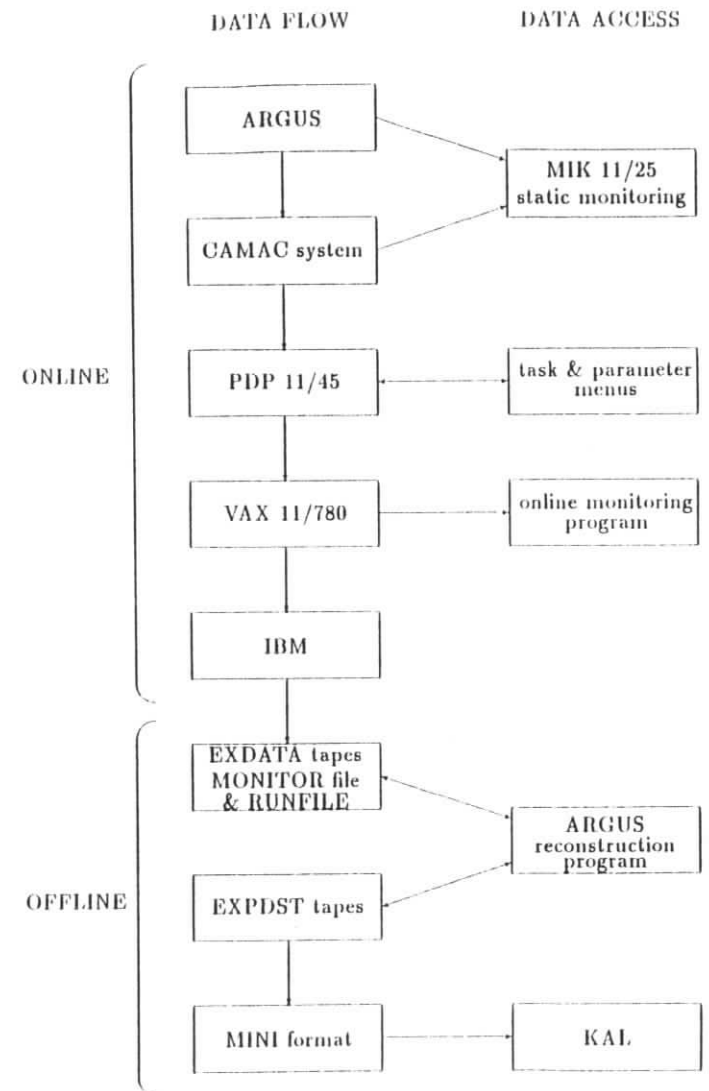 DATA FLOW
DATA ACCESS
ARGUS
MIK 11/25
static monitoring
CAMAC system
ONLINE
PDP 11/45
task & parameter
menus
VAX 11/780
online monitoring
program
IBM
EXDATA tapes
MONITOR file
& RUNFILE
ARGUS
reconstruction
program
OFFLINE
EXPDST tapes
MINI format
KAL